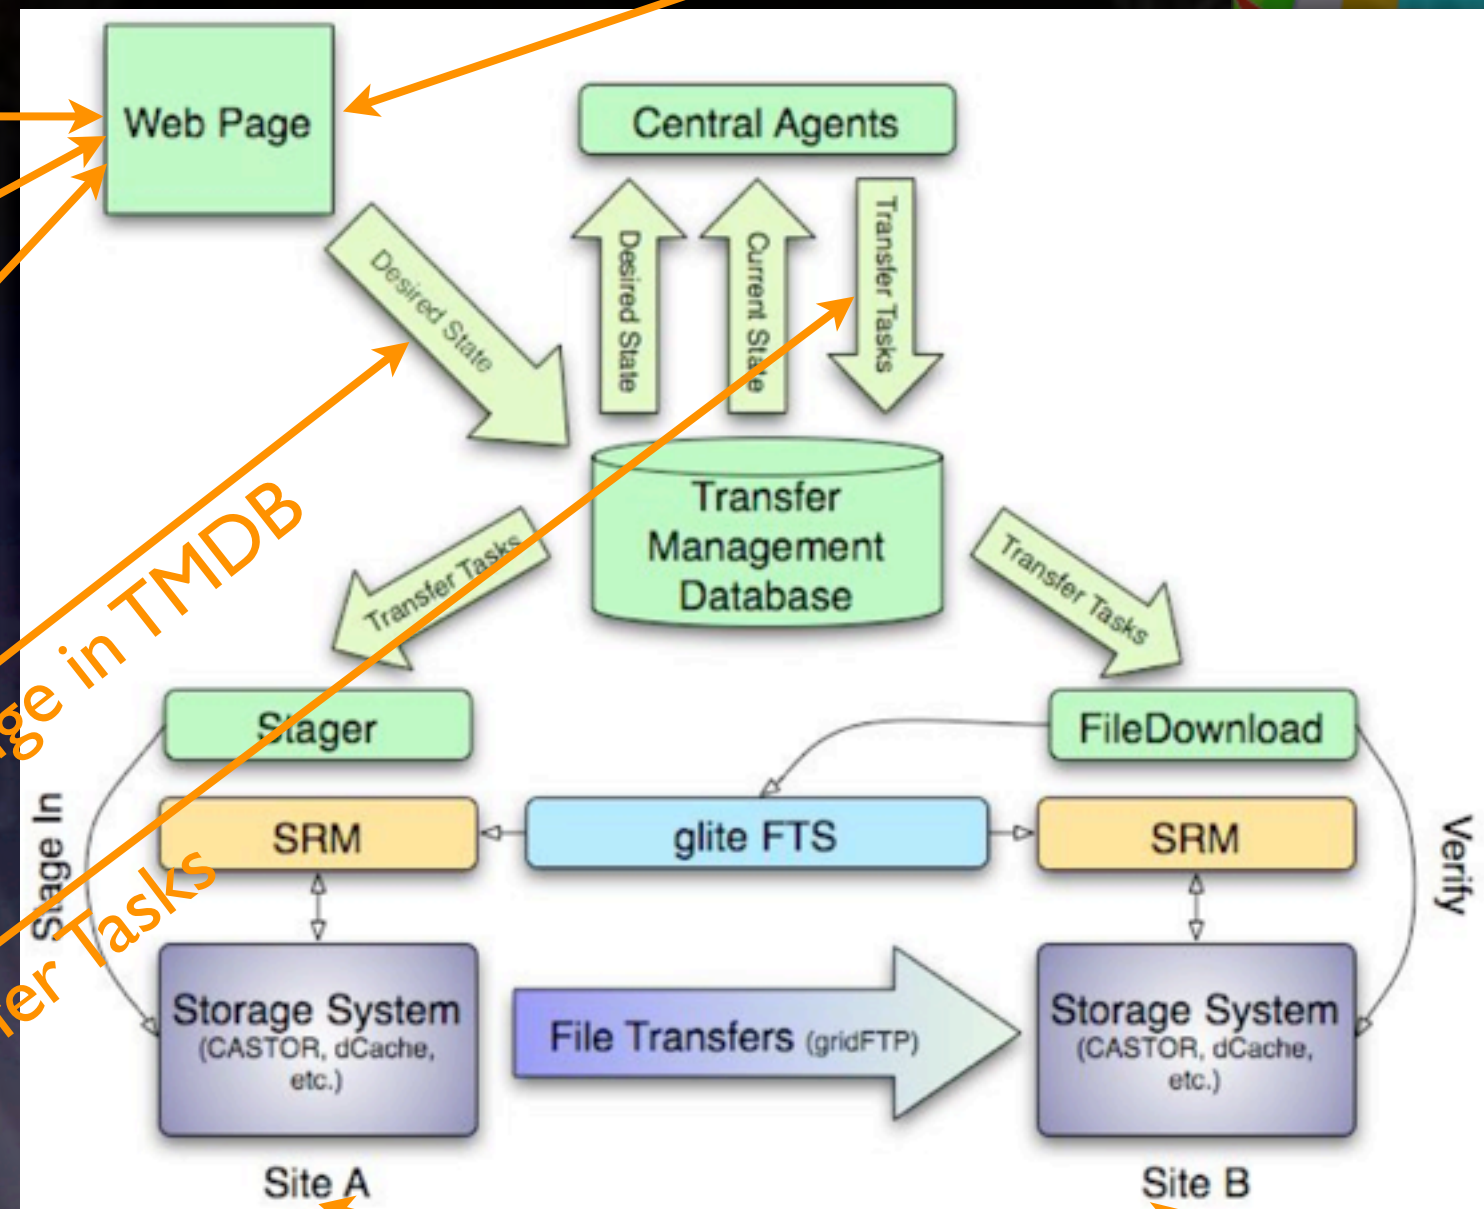 Web Page
Central Agents
Desired State
Desired State
Current State
Transfer Tasks
Transfer
Management
Database
Transfer Tasks
Transfer Tasks
in TMDB
Stager
FileDownload
Stage In
SRM
glite FTS
SRM
Verify
Tasks
Storage System
(CASTOR, dCache,
etc.)
File Transfers (gridFTP)
Storage System
(CASTOR, dCache,
etc.)
Site A
Site B